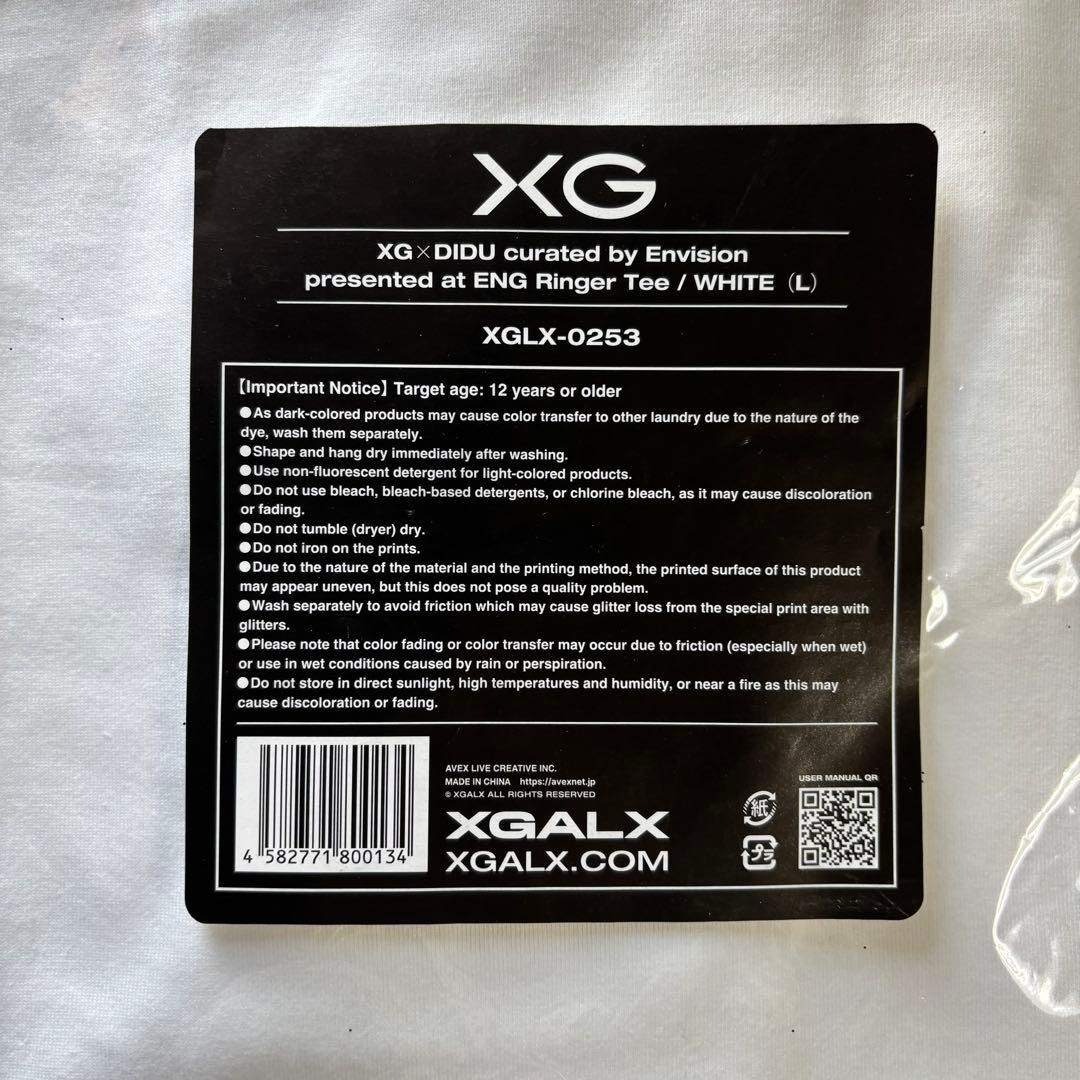 XG
XG×DIDU curated by Envision
presented at ENG Ringer Tee / WHITE (L)
XGLX-0253
【Important Notice】 Target age: 12 years or older
●As dark-colored products may cause color transfer to other laundry due to the nature of the
dye, wash them separately.
●Shape and hang dry immediately after washing.
●Use non-fluorescent detergent for light-colored products.
●Do not use bleach, bleach-based detergents, or chlorine bleach, as it may cause discoloration
or fading.
●Do not tumble (dryer) dry.
●Do not iron on the prints.
●Due to the nature of the material and the printing method, the printed surface of this product
may appear uneven, but this does not pose a quality problem.
●Wash separately to avoid friction which may cause glitter loss from the special print area with
glitters.
●Please note that color fading or color transfer may occur due to friction (especially when wet)
or use in wet conditions caused by rain or perspiration.
●Do not store in direct sunlight, high temperatures and humidity, or near a fire as this may
cause discoloration or fading.
4 582771 800134
AVEX LIVE CREATIVE INC.
MADE IN CHINA https://avexnet.jp
© XGALX ALL RIGHTS RESERVED
XGALX
XGALX.COM
紙
プラ
USER MANUAL QR